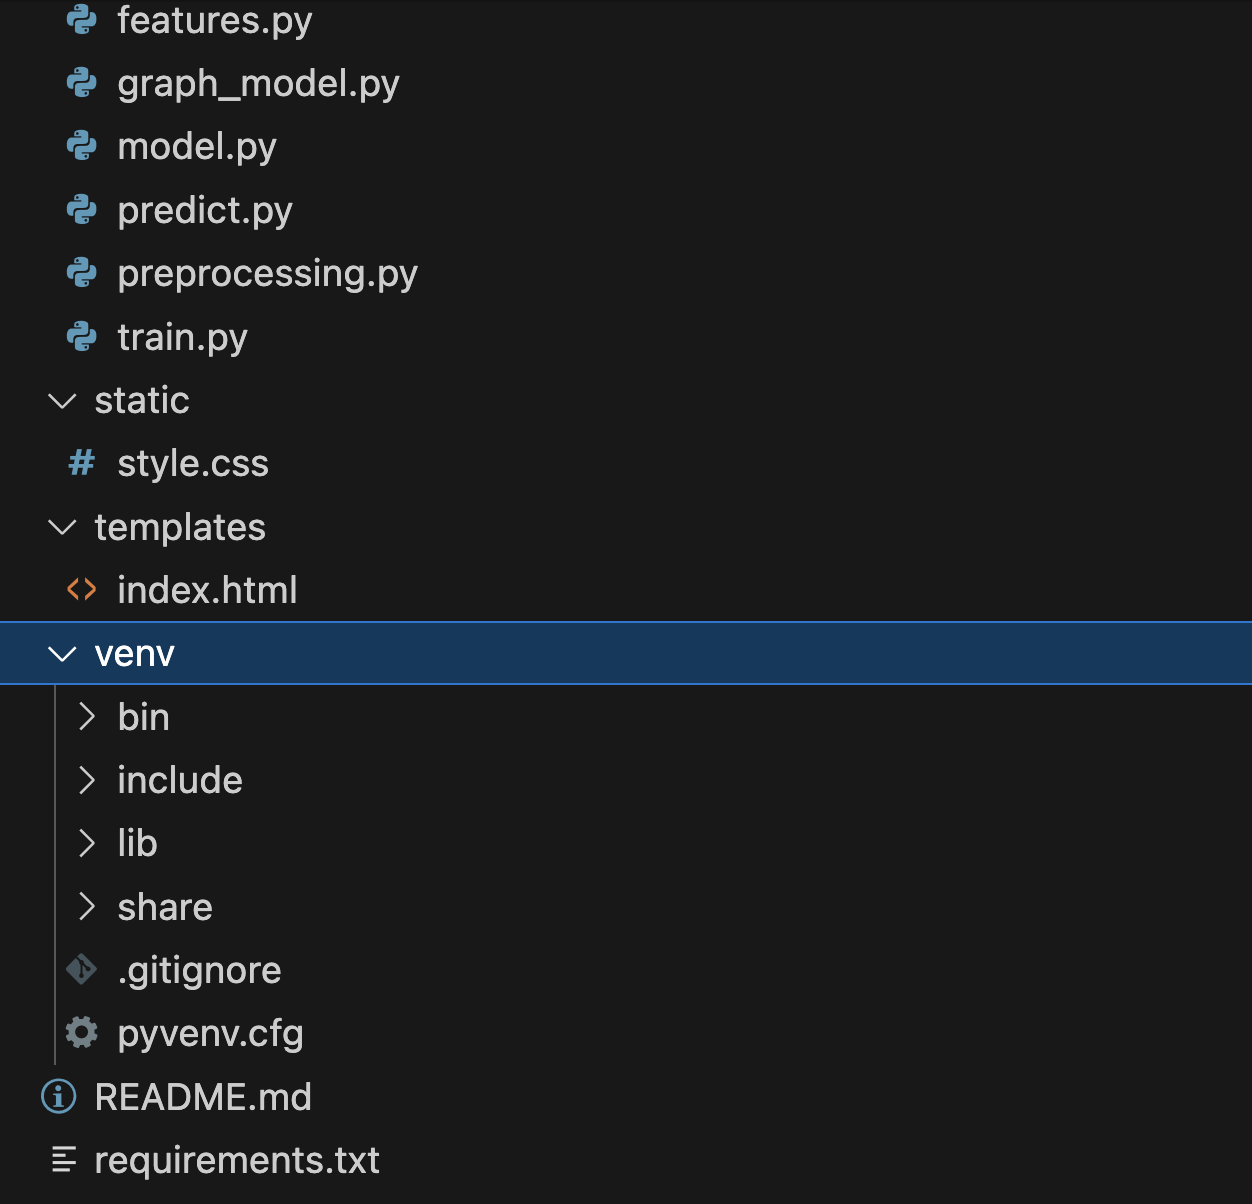 features.py
graph_model.py
model.py
predict.py
preprocessing.py
train.py
static
# style.css
templates
<> index.html
venv
bin
include
lib
share
.gitignore
pyvenv.cfg
README.md
requirements.txt